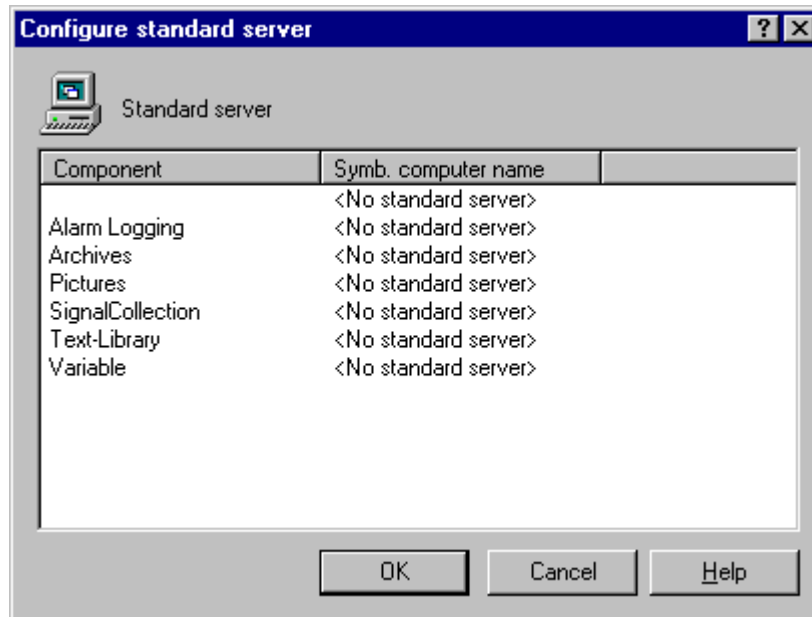 Configure standard server
Standard server
Component Symb. computer name
<No standard server>
Alarm Logging <No standard server>
Archives <No standard server>
Pictures <No standard server>
SignalCollection <No standard server>
Text-Library <No standard server>
Variable <No standard server>
OK Cancel Help